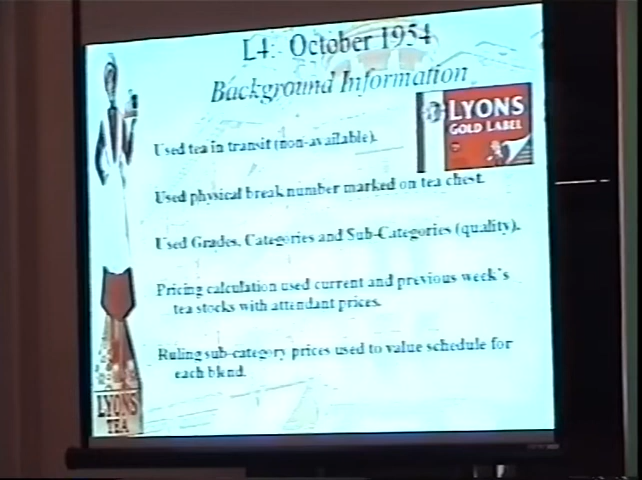 L4: October 1954
Background Information
LYONS
GOLD LABEL
Used tea in transit (non-available).
Used physical break number marked on tea chest.
Used Grades, Categories and Sub-Categories (quality).
Pricing calculation used current and previous week's
tea stocks with attendant prices.
Ruling sub-category prices used to value schedule for
each blend.
LYONS
TEA